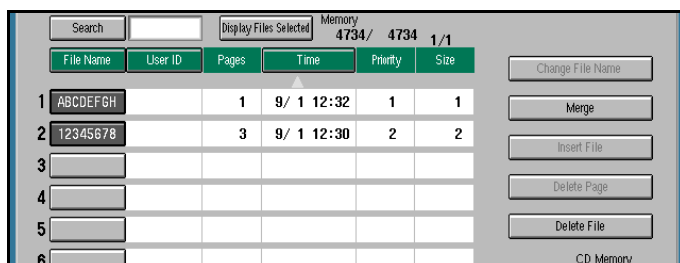 Search Display Files Selected Memory
4734/ 4734 1/1
File Name User ID Pages Time Priority Size
Change File Name
1 ABCDEFGH 1 9/ 1 12:32 1 1
Merge
2 12345678 3 9/ 1 12:30 2 2
Insert File
3
Delete Page
4
5 Delete File
6 CD Memory